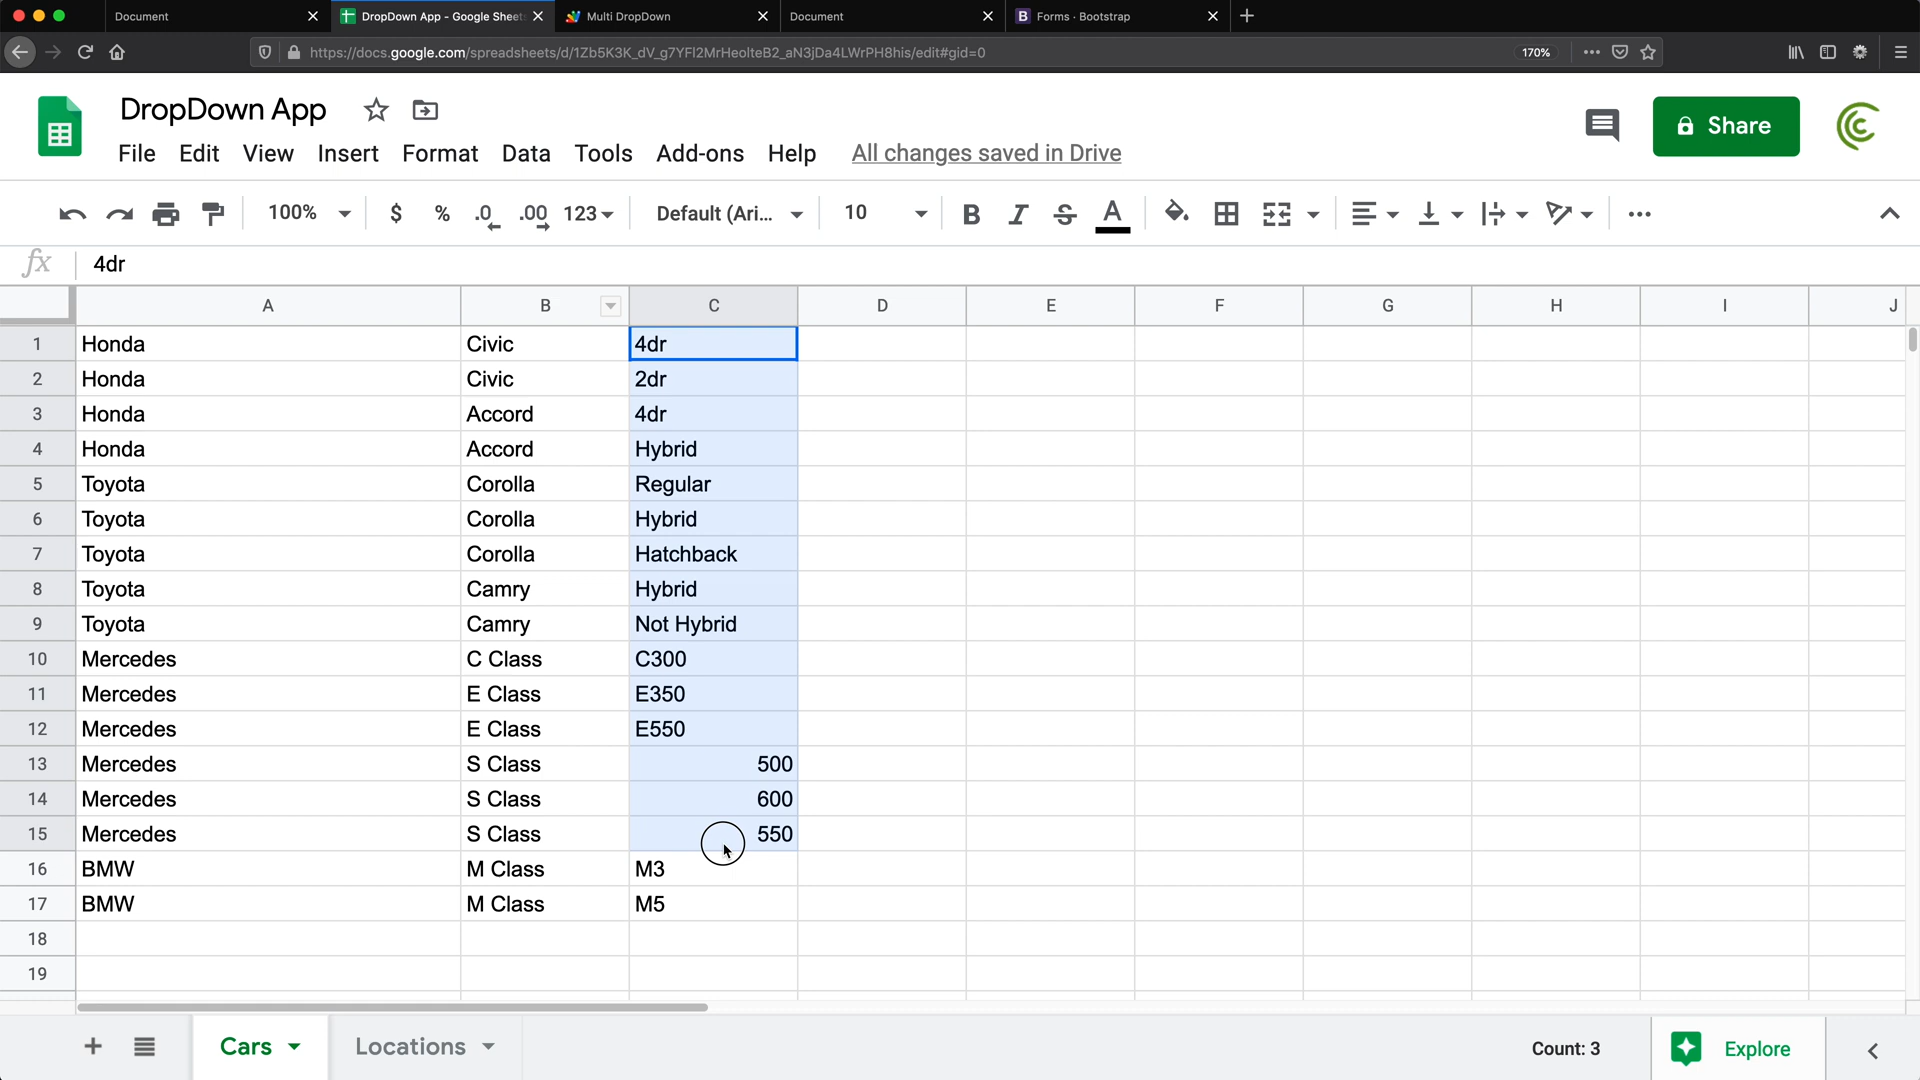 Document
DropDown App - Google Sheets
Multi DropDown
Document
B Forms · Bootstrap
https://docs.google.com/spreadsheets/d/1Zb5K3K_dV_g7YFI2MrHeolteB2_aN3jDa4LWrPH8his/edit#gid=0
170%
DropDown App
Share
File Edit View Insert Format Data Tools Add-ons Help All changes saved in Drive
100% $ % .0 .00 123 Default (Ari... 10 B I S A
fx 4dr
A B C D E F G H I J
1 Honda Civic 4dr
2 Honda Civic 2dr
3 Honda Accord 4dr
4 Honda Accord Hybrid
5 Toyota Corolla Regular
6 Toyota Corolla Hybrid
7 Toyota Corolla Hatchback
8 Toyota Camry Hybrid
9 Toyota Camry Not Hybrid
10 Mercedes C Class C300
11 Mercedes E Class E350
12 Mercedes E Class E550
13 Mercedes S Class 500
14 Mercedes S Class 600
15 Mercedes S Class 550
16 BMW M Class M3
17 BMW M Class M5
18
19
Cars Locations Count: 3 Explore